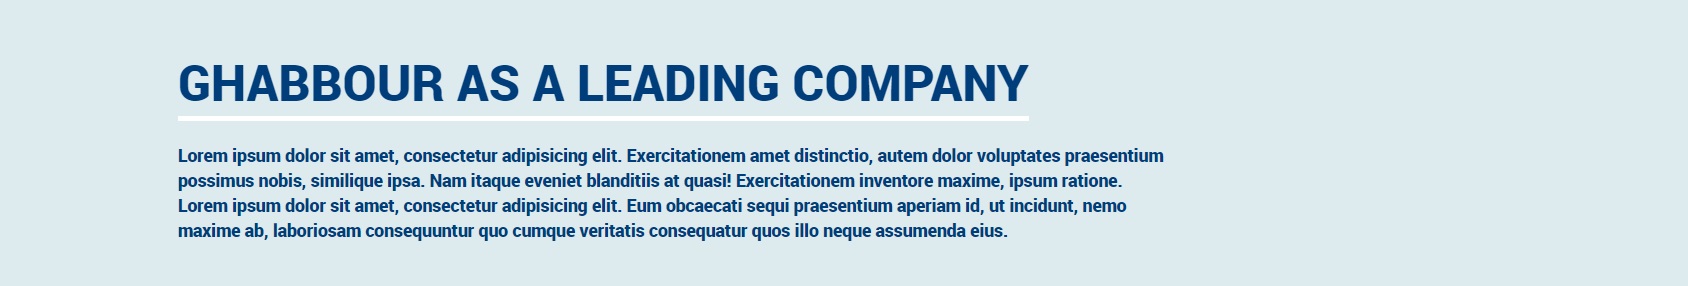 GHABBOUR AS A LEADING COMPANY
Lorem ipsum dolor sit amet, consectetur adipisicing elit. Exercitationem amet distinctio, autem dolor voluptates praesentium
possimus nobis, similique ipsa. Nam itaque eveniet blanditiis at quasi! Exercitationem inventore maxime, ipsum ratione.
Lorem ipsum dolor sit amet, consectetur adipisicing elit. Eum obcaecati sequi praesentium aperiam id, ut incidunt, nemo
maxime ab, laboriosam consequuntur quo cumque veritatis consequatur quos illo neque assumenda eius.